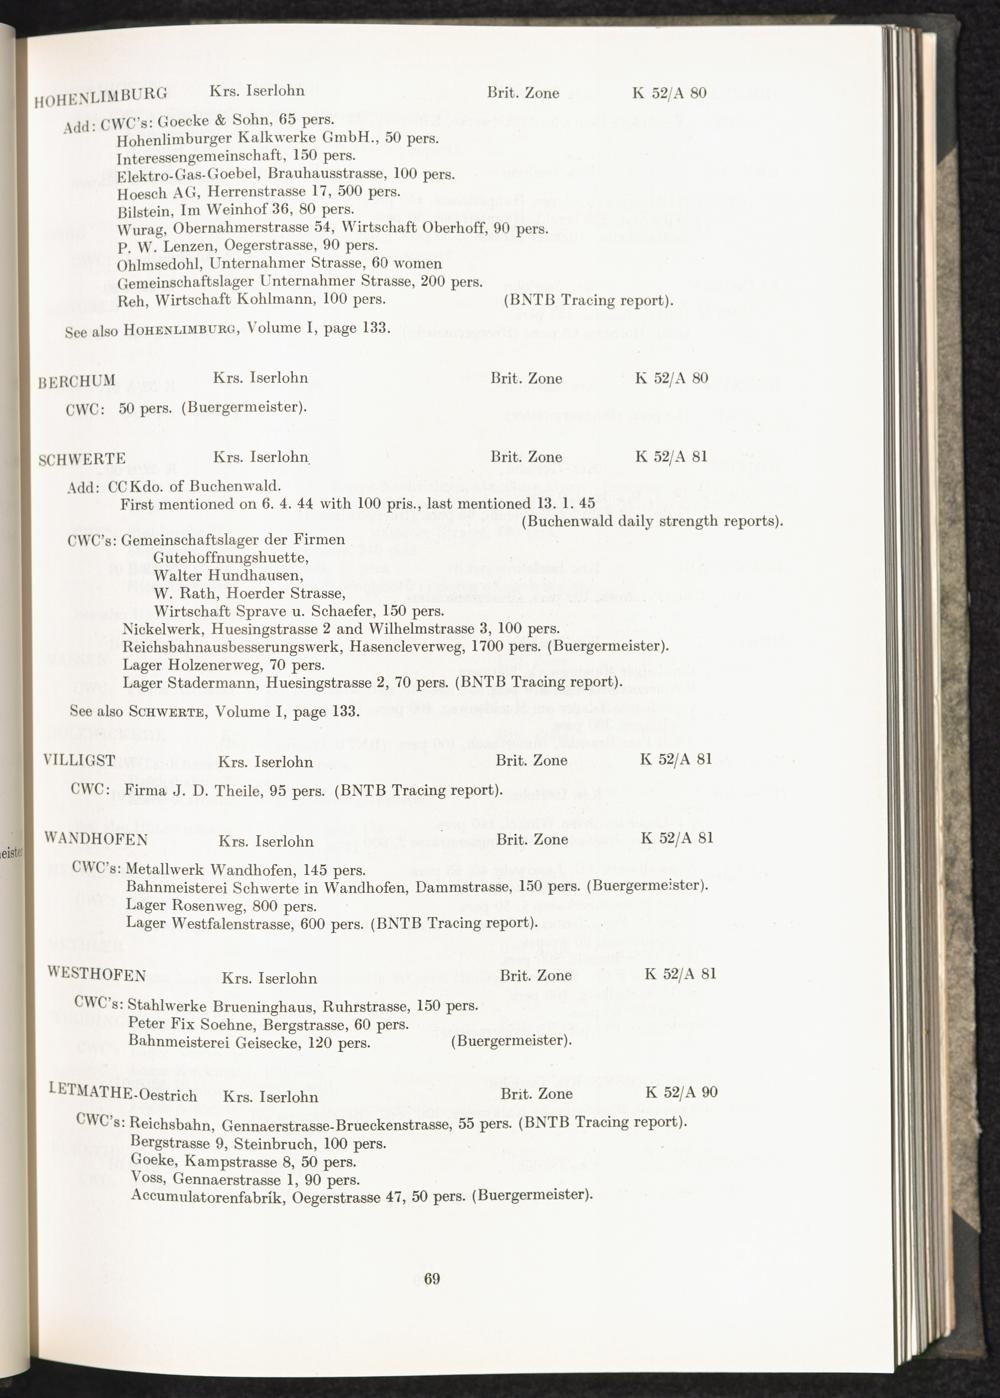 HOHENLIMBURG Krs. Iserlohn Brit. Zone K 52/A 80
Add: CWC's: Goecke & Sohn, 65 pers.
Hohenlimburger Kalkwerke GmbH., 50 pers.
Interessengemeinschaft, 150 pers.
Elektro-Gas-Goebel, Brauhausstrasse, 100 pers.
Hoesch AG, Herrenstrasse 17, 500 pers.
Bilstein, Im Weinhof 36, 80 pers.
Wurag, Obernahmerstrasse 54, Wirtschaft Oberhoff, 90 pers.
P. W. Lenzen, Oegerstrasse, 90 pers.
Ohlmsedohl, Unternahmer Strasse, 60 women
Gemeinschaftslager Unternahmer Strasse, 200 pers.
Reh, Wirtschaft Kohlmann, 100 pers. (BNTB Tracing report).
See also HOHENLIMBURG, Volume I, page 133.
BERCHUM Krs. Iserlohn Brit. Zone K 52/A 80
CWC: 50 pers. (Buergermeister).
SCHWERTE Krs. Iserlohn Brit. Zone K 52/A 81
Add: CCKdo. of Buchenwald.
First mentioned on 6. 4. 44 with 100 pris., last mentioned 13. 1. 45
(Buchenwald daily strength reports).
CWC's: Gemeinschaftslager der Firmen
Gutehoffnungshuette,
Walter Hundhausen,
W. Rath, Hoerder Strasse,
Wirtschaft Sprave u. Schaefer, 150 pers.
Nickelwerk, Huesingstrasse 2 and Wilhelmstrasse 3, 100 pers.
Reichsbahnausbesserungswerk, Hasencleverweg, 1700 pers. (Buergermeister).
Lager Holzenerweg, 70 pers.
Lager Stadermann, Huesingstrasse 2, 70 pers. (BNTB Tracing report).
See also SCHWERTE, Volume I, page 133.
VILLIGST Krs. Iserlohn Brit. Zone K 52/A 81
CWC: Firma J. D. Theile, 95 pers. (BNTB Tracing report).
WANDHOFEN Krs. Iserlohn Brit. Zone K 52/A 81
eister
CWC's: Metallwerk Wandhofen, 145 pers.
Bahnmeisterei Schwerte in Wandhofen, Dammstrasse, 150 pers. (Buergermeister).
Lager Rosenweg, 800 pers.
Lager Westfalenstrasse, 600 pers. (BNTB Tracing report).
WESTHOFEN Krs. Iserlohn Brit. Zone K 52/A 81
CWC's: Stahlwerke Brueninghaus, Ruhrstrasse, 150 pers.
Peter Fix Soehne, Bergstrasse, 60 pers.
Bahnmeisterei Geisecke, 120 pers. (Buergermeister).
LETMATHE-Oestrich Krs. Iserlohn Brit. Zone K 52/A 90
CWC's: Reichsbahn, Gennaerstrasse-Brueckenstrasse, 55 pers. (BNTB Tracing report).
Bergstrasse 9, Steinbruch, 100 pers.
Goeke, Kampstrasse 8, 50 pers.
Voss, Gennaerstrasse 1, 90 pers.
Accumulatorenfabrik, Oegerstrasse 47, 50 pers. (Buergermeister).
69